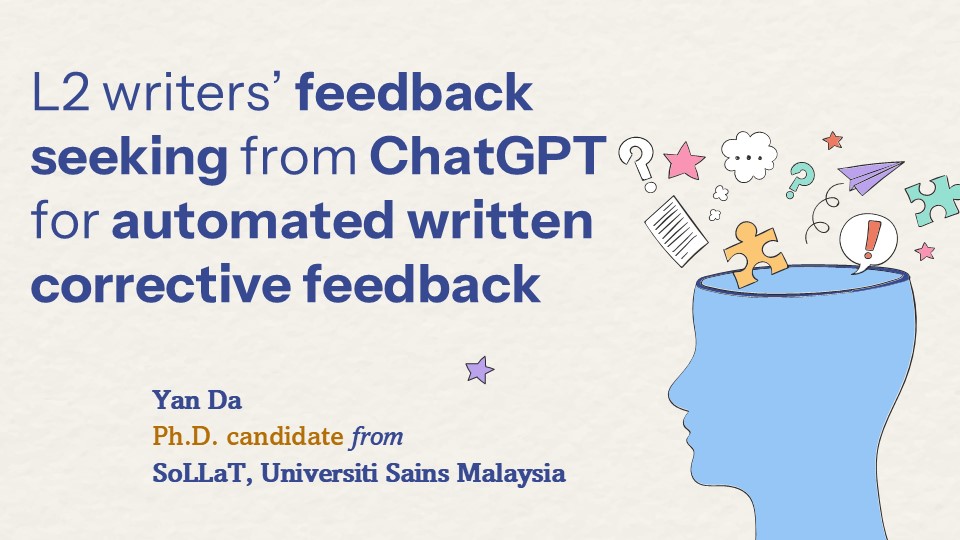 L2 writers’ feedback
seeking from ChatGPT
for automated written
corrective feedback
Yan Da
Ph.D. candidate from
SoLLaT, Universiti Sains Malaysia